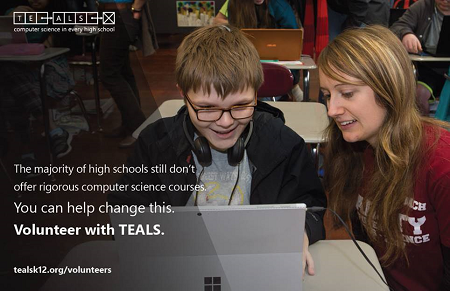 TEALS
computer science in every high school
The majority of high schools still don't
offer rigorous computer science courses.
You can help change this.
Volunteer with TEALS.
tealsk12.org/volunteers